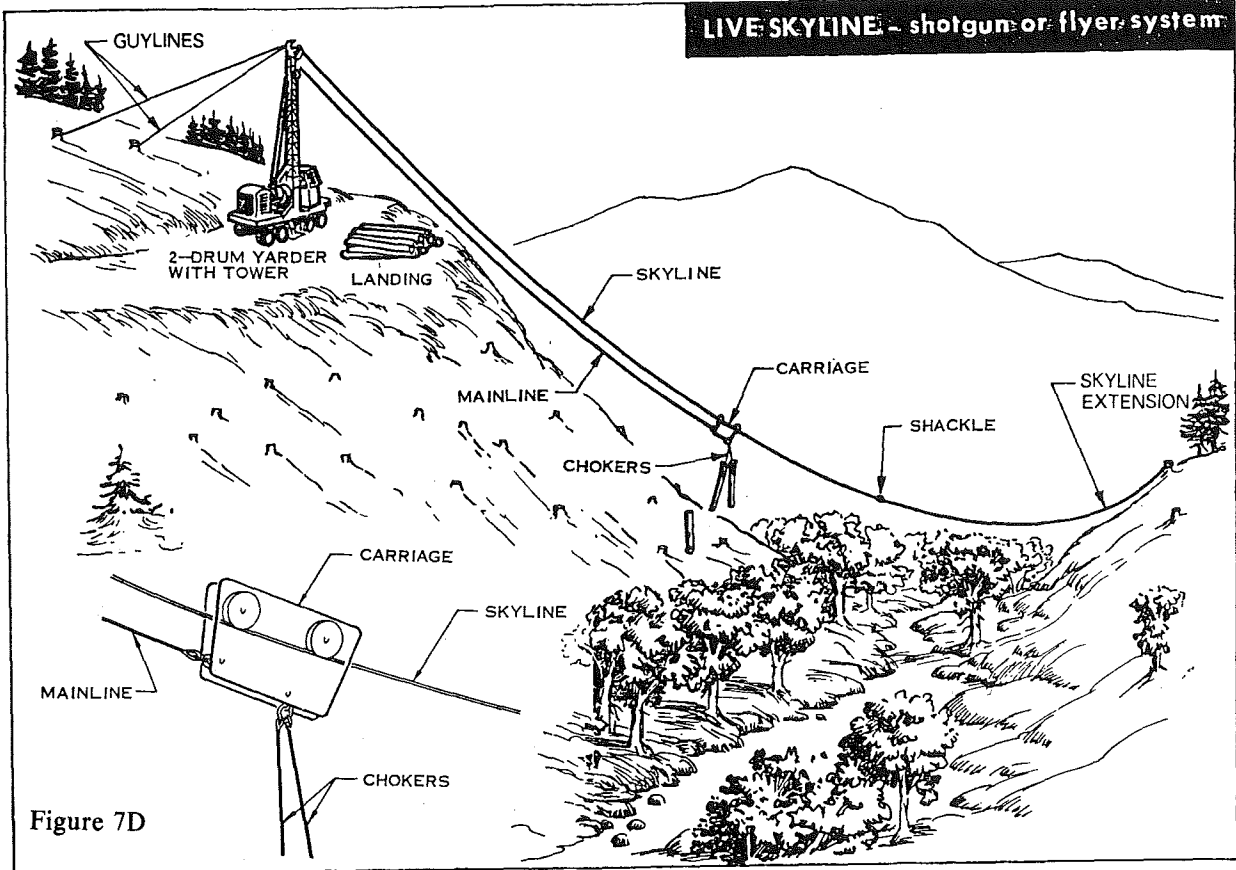 LIVE SKYLINE - shotgun or flyer system
GUYLINES
2-DRUM YARDER
WITH TOWER
LANDING
SKYLINE
MAINLINE
CARRIAGE
SKYLINE
EXTENSION
SHACKLE
CHOKERS
CARRIAGE
SKYLINE
MAINLINE
CHOKERS
Figure 7D